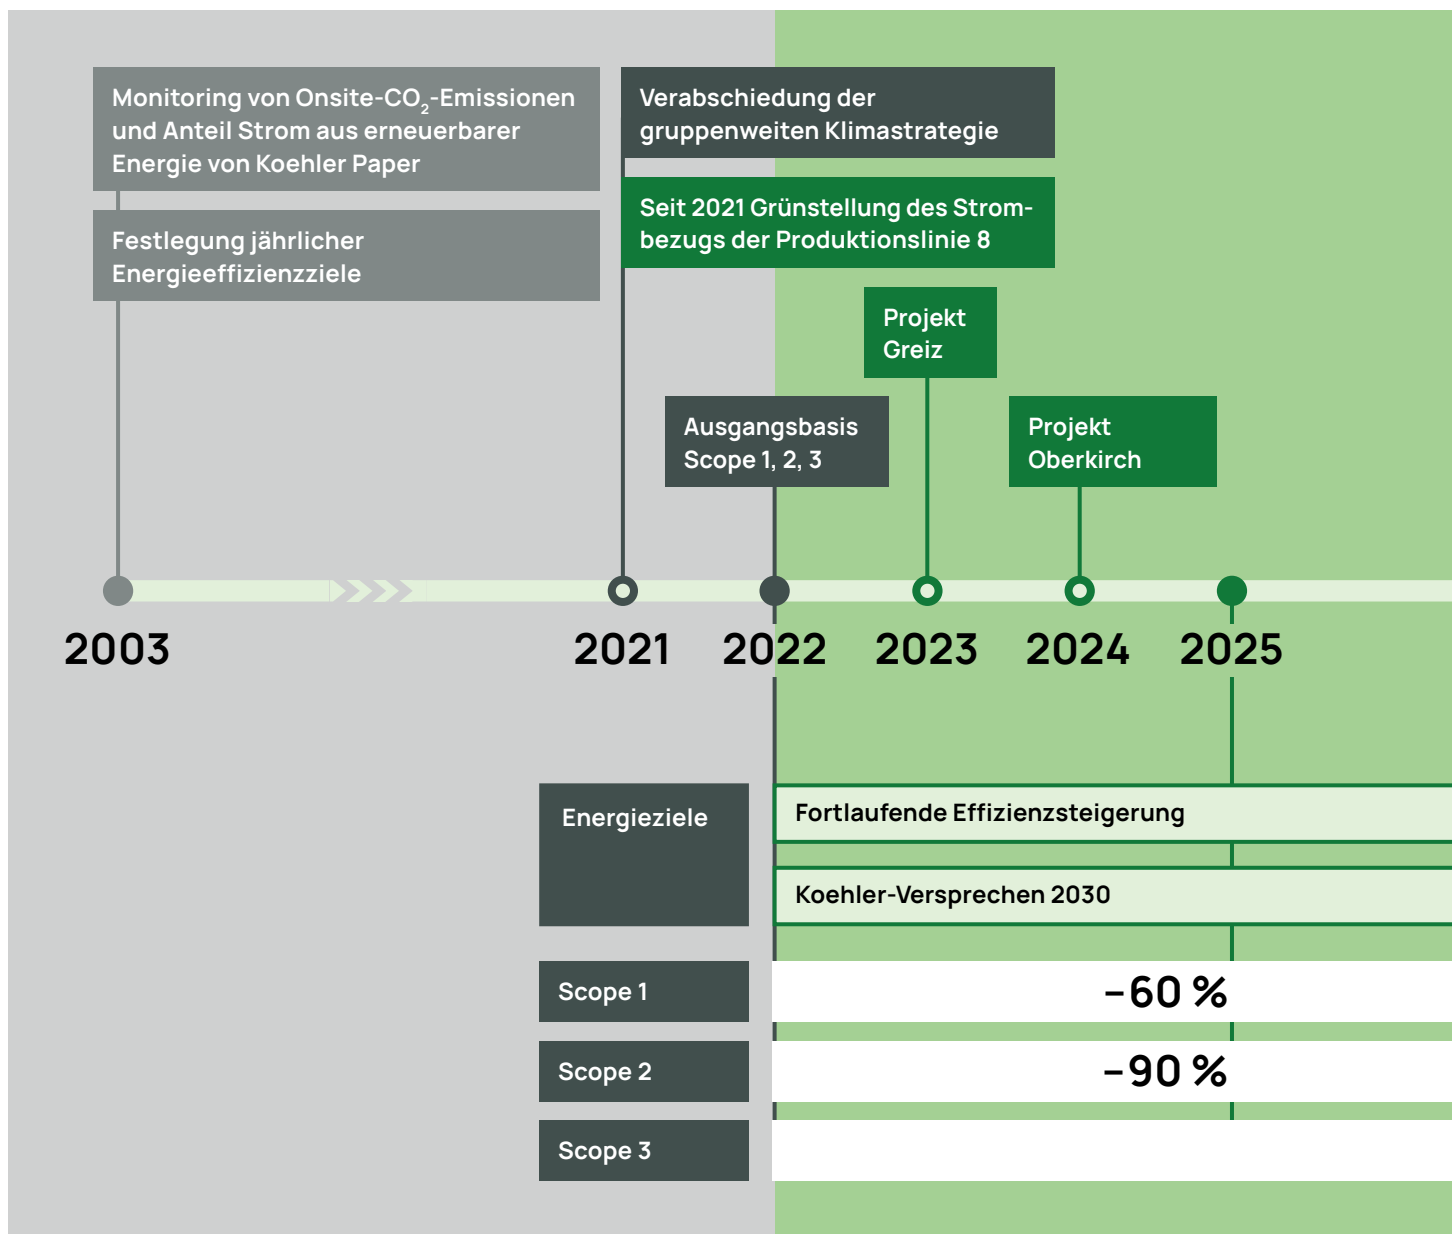 Monitoring von Onsite-CO₂-Emissionen
und Anteil Strom aus erneuerbarer
Energie von Koehler Paper
Festlegung jährlicher
Energieeffizienzziele
Verabschiedung der
gruppenweiten Klimastrategie
Seit 2021 Grünstellung des Strom-
bezugs der Produktionslinie 8
Projekt
Greiz
Ausgangsbasis
Scope 1, 2, 3
Projekt
Oberkirch
2003 2021 2022 2023 2024 2025
Energieziele
Fortlaufende Effizienzsteigerung
Koehler-Versprechen 2030
Scope 1 –60 %
Scope 2 –90 %
Scope 3